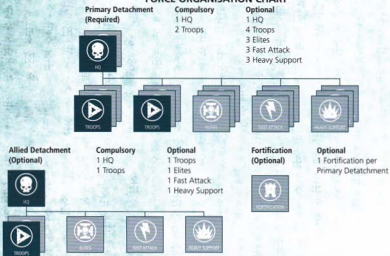 FORCE ORGANISATION CHART
Primary Detachment
(Required)
Compulsory
1 HQ
2 Troops
Optional
1 HQ
4 Troops
3 Elites
3 Fast Attack
3 Heavy Support
HQ
TROOPS
TROOPS
ELITES
FAST ATTACK
HEAVY SUPPORT
Allied Detachment
(Optional)
Compulsory
1 HQ
1 Troops
Optional
1 Troops
1 Elites
1 Fast Attack
1 Heavy Support
Fortification
(Optional)
Optional
1 Fortification per
Primary Detatchment
HQ
FORTIFICATION
TROOPS
ELITES
FAST ATTACK
HEAVY SUPPORT